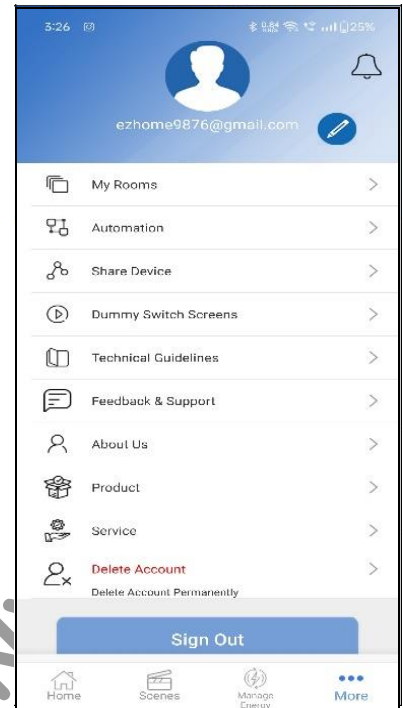 3:26
25%
ezhome9876@gmail.com
My Rooms
Automation
Share Device
Dummy Switch Screens
Technical Guidelines
Feedback & Support
About Us
Product
Service
Delete Account
Delete Account Permanently
Sign Out
Home Scenes Manage Energy More